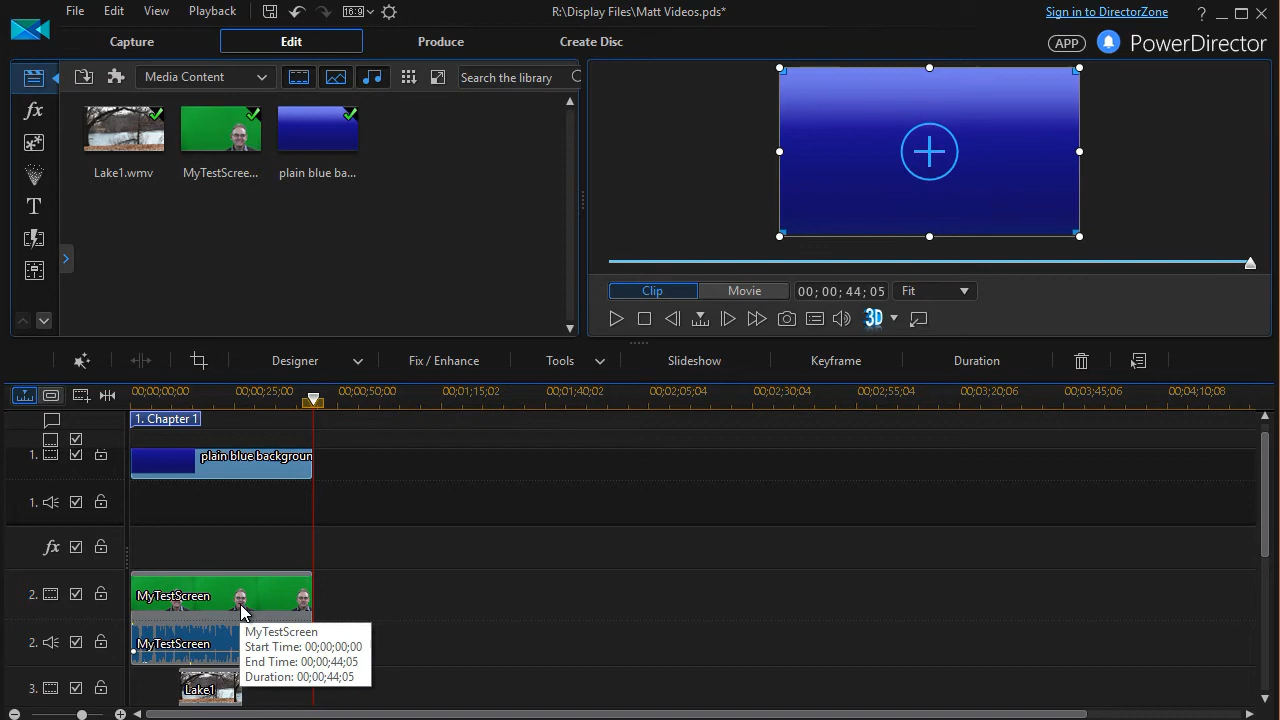 File Edit View Playback 16:9 R:\Display Files\Matt Videos.pds* Sign in to DirectorZone ?
Capture Edit Produce Create Disc APP PowerDirector
Media Content Search the library
Lake1.wmv MyTestScree... plain blue ba...
fx
T
Clip Movie 00; 00; 44; 05 Fit
3D
Designer Fix / Enhance Tools Slideshow Keyframe Duration
00;00;00;00 00;00;25;00 00;00;50;00 00;01;15;02 00;01;40;02 00;02;05;04 00;02;30;04 00;02;55;04 00;03;20;06 00;03;45;06 00;04;10;08
1. Chapter 1
1. plain blue backgroun
1.
fx
2. MyTestScreen
2. MyTestScreen
MyTestScreen
Start Time: 00;00;00;00
End Time: 00;00;44;05
Duration: 00;00;44;05
3. Lake1